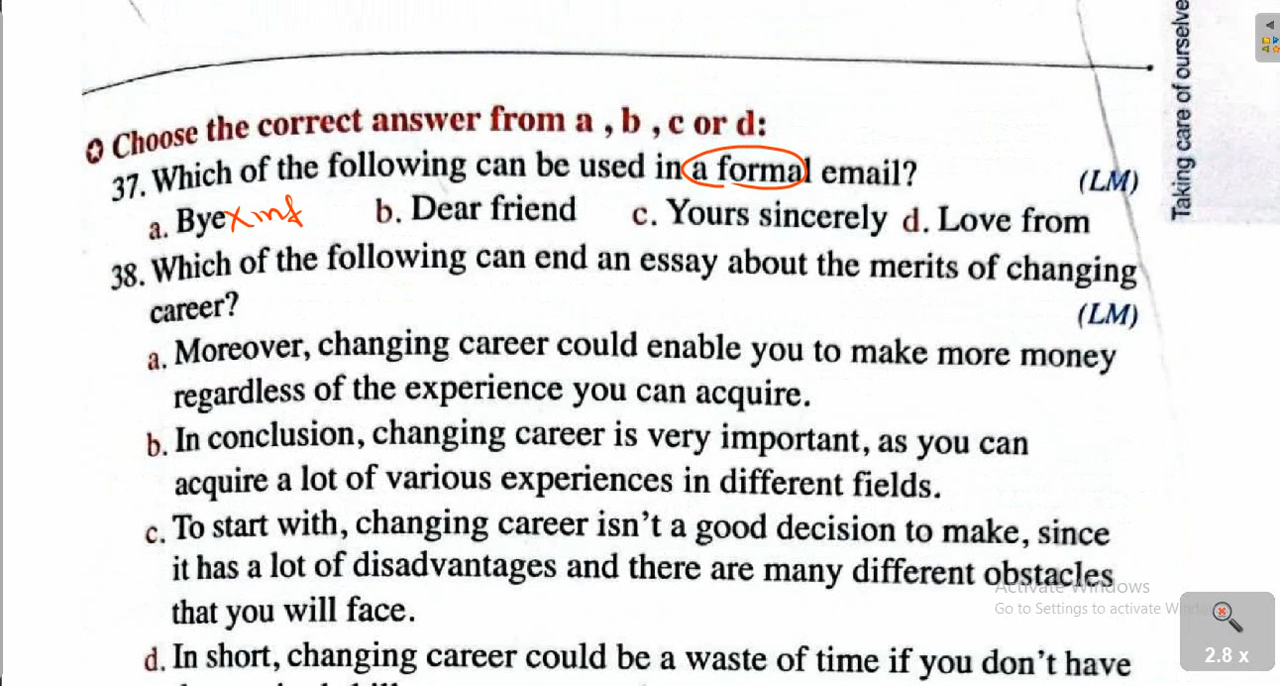 Taking care of ourselve
Choose the correct answer from a , b , c or d:
37. Which of the following can be used in a formal email? (LM)
a. Bye x inf b. Dear friend c. Yours sincerely d. Love from
38. Which of the following can end an essay about the merits of changing
career? (LM)
a. Moreover, changing career could enable you to make more money
regardless of the experience you can acquire.
b. In conclusion, changing career is very important, as you can
acquire a lot of various experiences in different fields.
c. To start with, changing career isn't a good decision to make, since
it has a lot of disadvantages and there are many different obstacles
that you will face.
d. In short, changing career could be a waste of time if you don't have
Activate Windows
Go to Settings to activate Windows
2.8 x